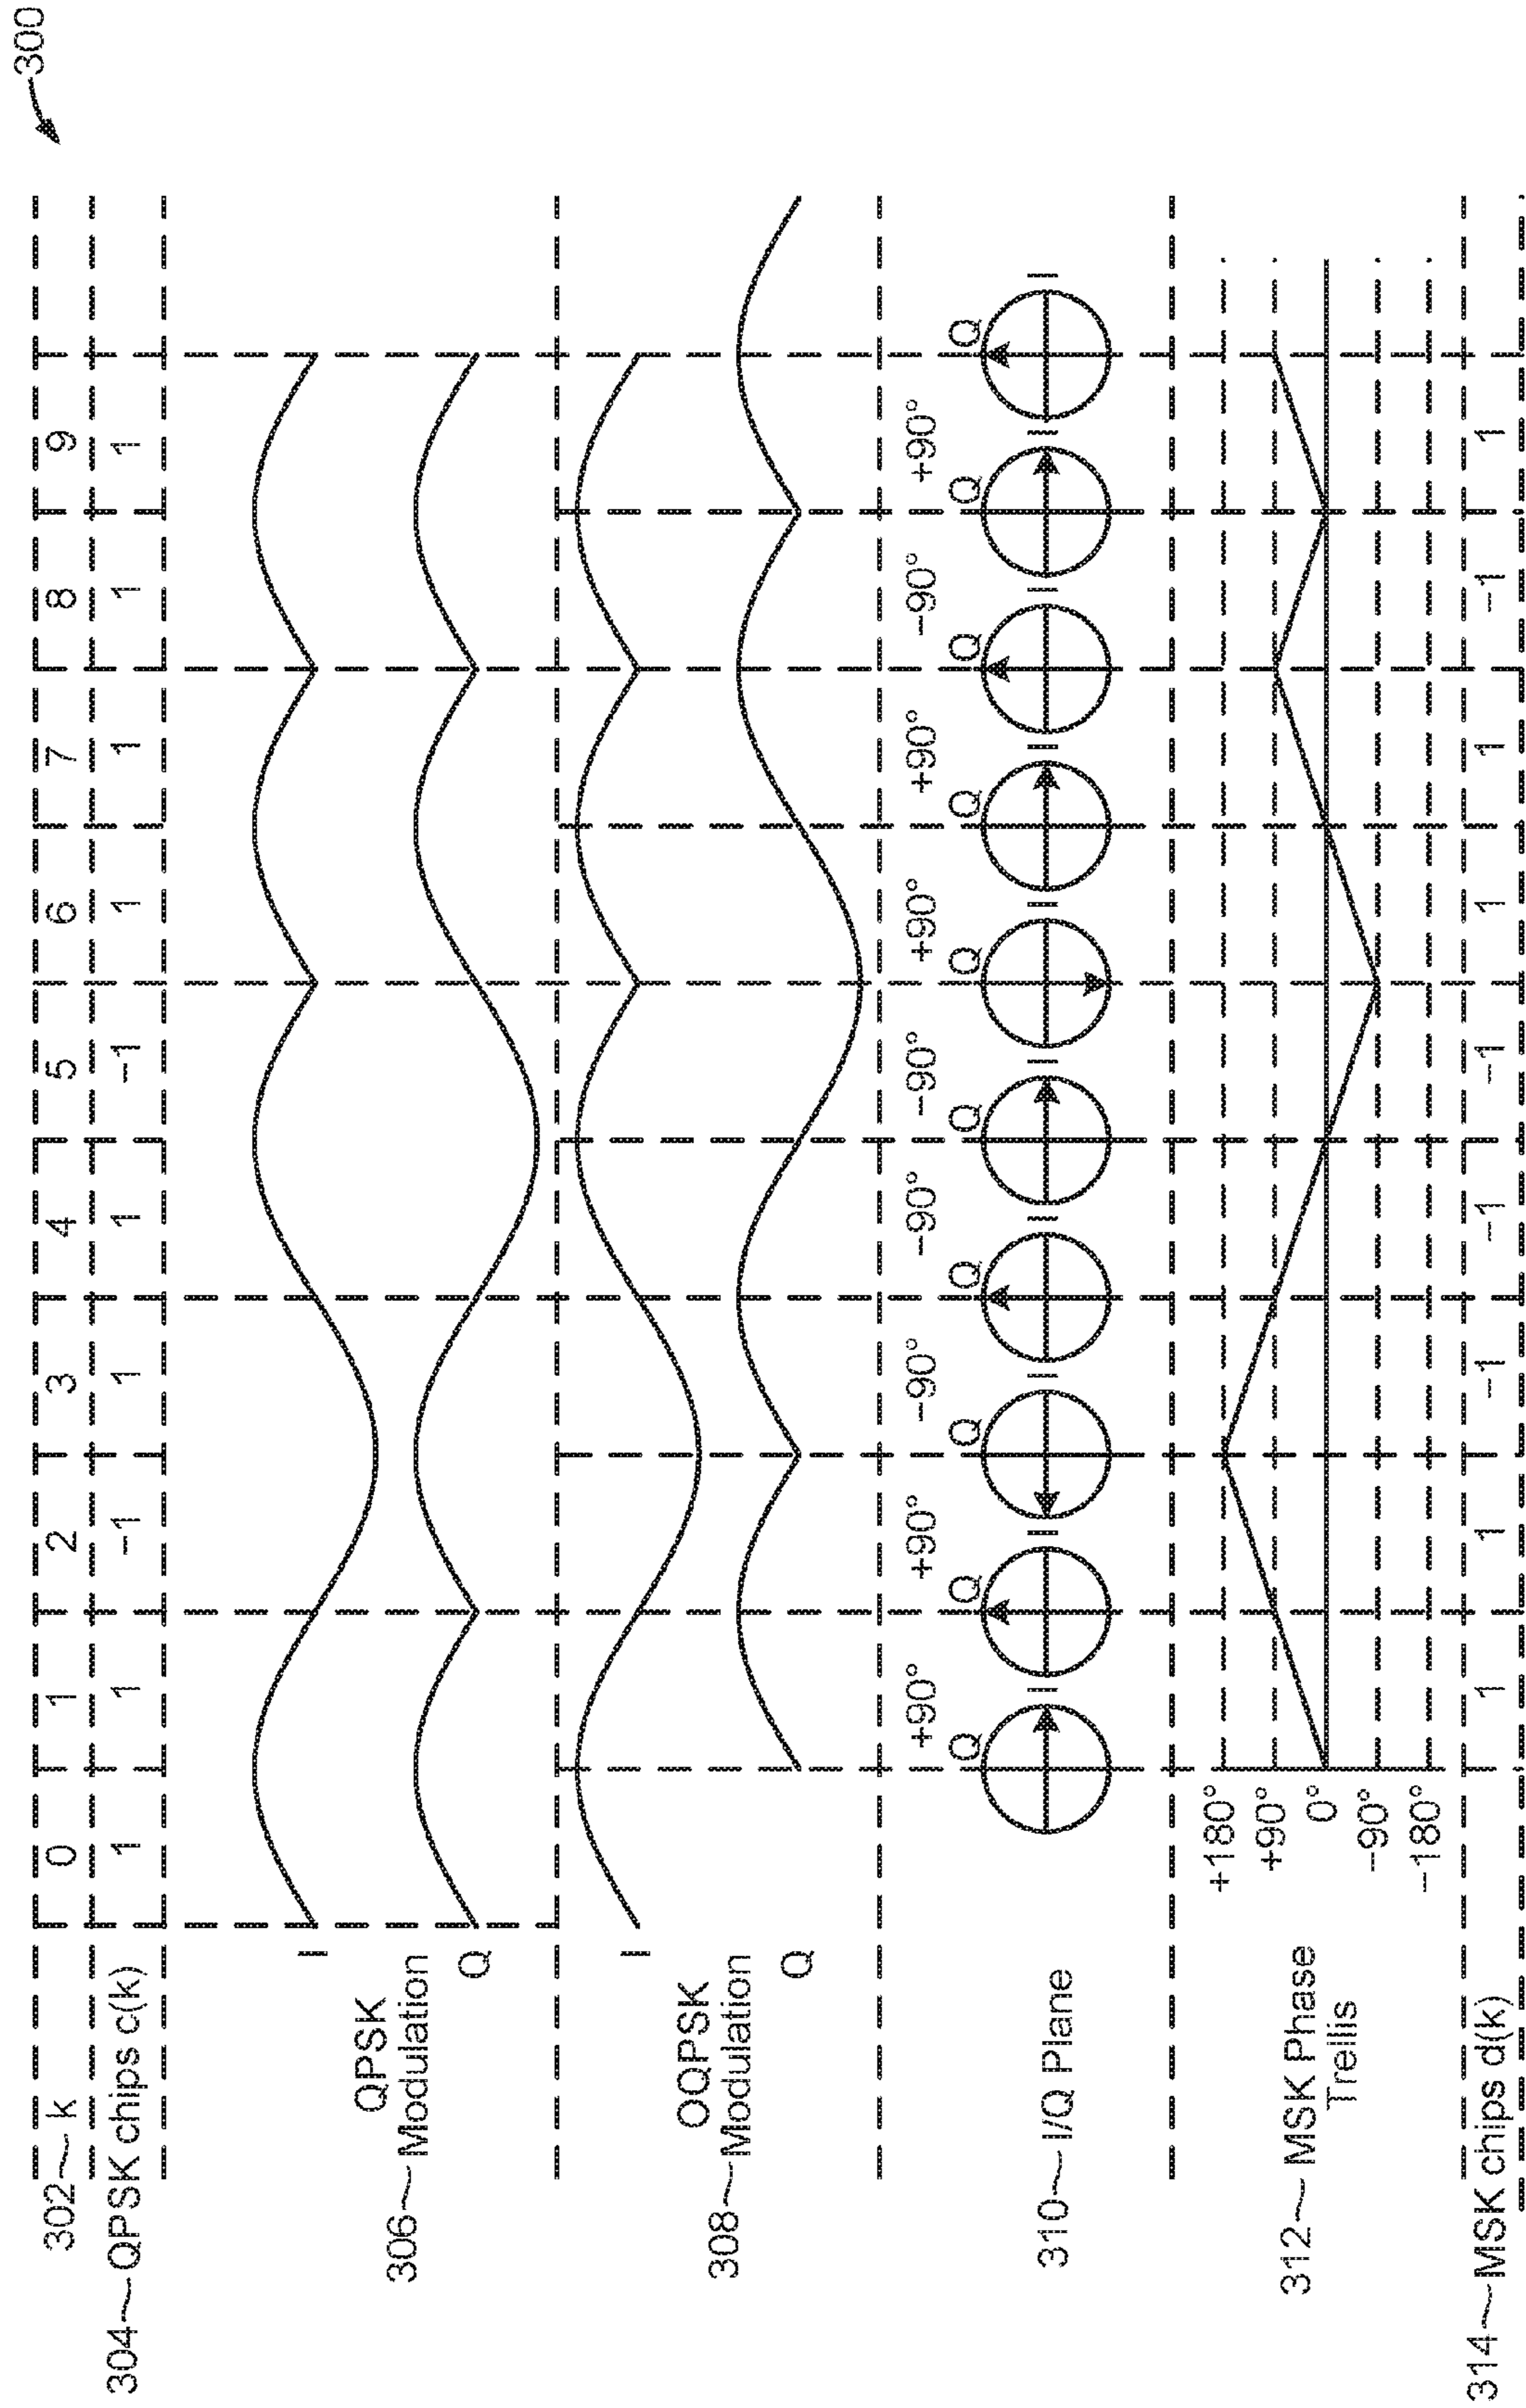 300
302 k 0 1 2 3 4 5 6 7 8 9
304 QPSK chips c(k) 1 1 −1 1 1 −1 1 1 1 1
I
QPSK
306 Modulation
Q
I
OQPSK
308 Modulation
Q
+90° +90° −90° −90° −90° +90° +90° −90° +90°
Q Q Q Q Q Q Q Q Q Q
310 I/Q Plane I I I I I I I I I I
+180°
+90°
312 MSK Phase 0°
Trellis
−90°
−180°
314 MSK chips d(k) 1 1 −1 −1 −1 1 1 −1 1